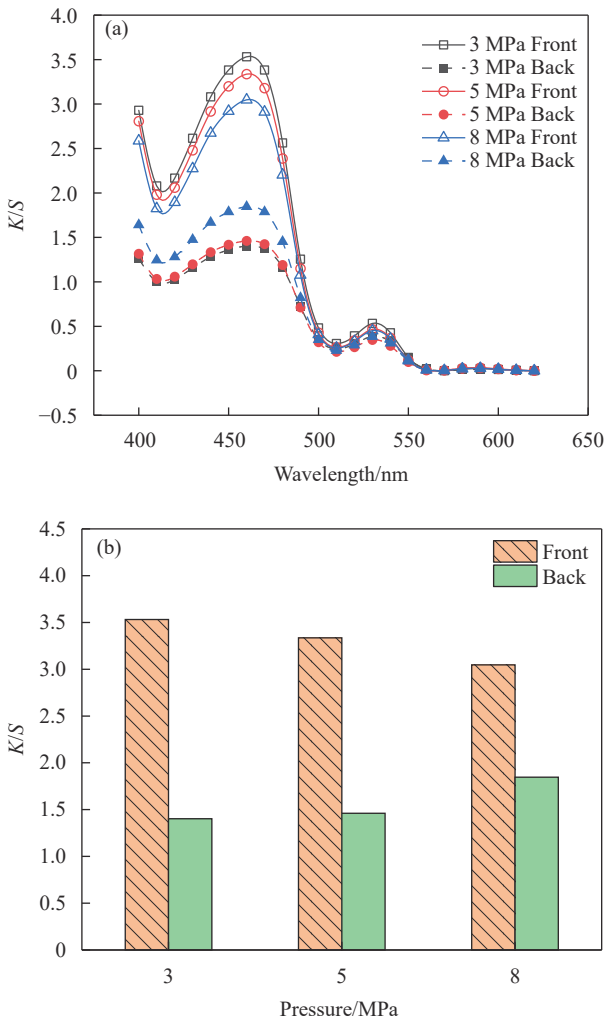 (a)
3 MPa Front
3 MPa Back
5 MPa Front
5 MPa Back
8 MPa Front
8 MPa Back
4.0
3.5
3.0
2.5
2.0
1.5
1.0
0.5
0
−0.5
K/S
400 450 500 550 600 650
Wavelength/nm
(b)
Front
Back
4.5
4.0
3.5
3.0
2.5
2.0
1.5
1.0
0.5
0
K/S
3 5 8
Pressure/MPa